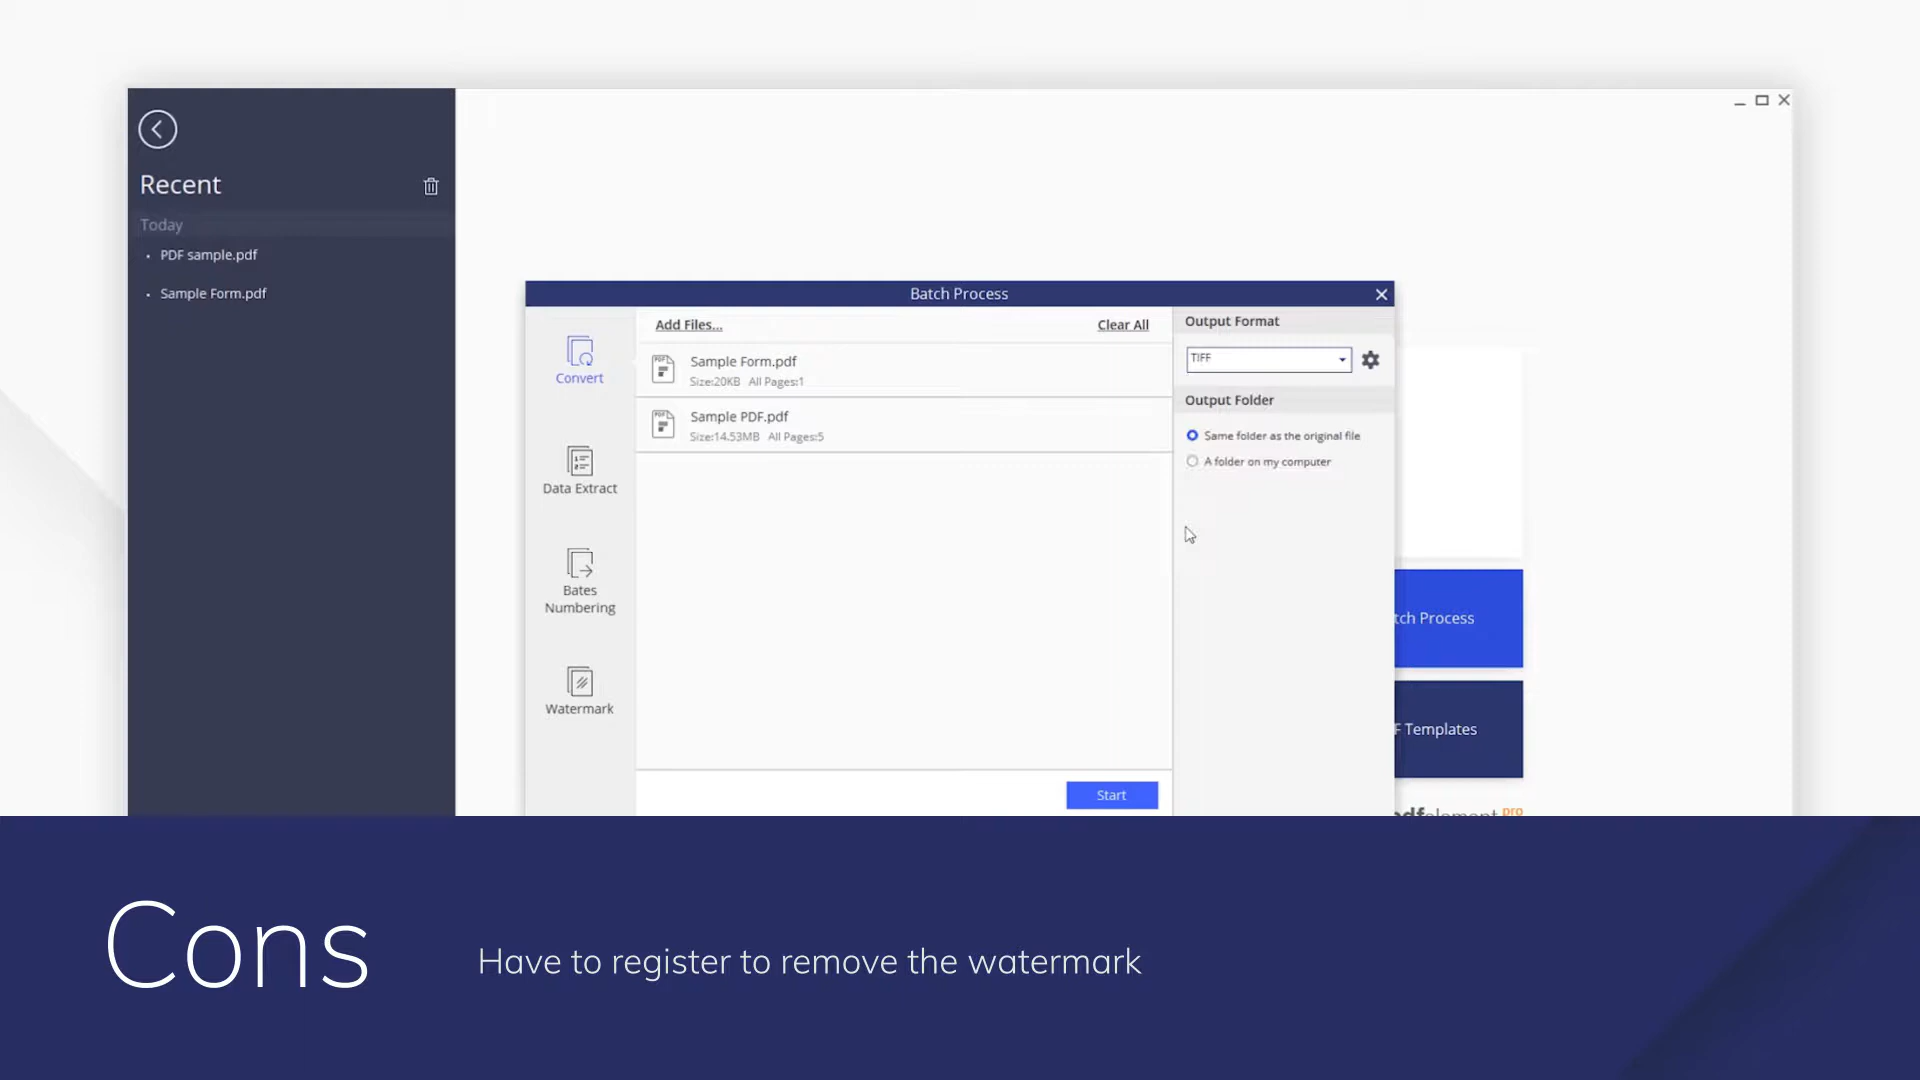 Recent
Today
PDF sample.pdf
Sample Form.pdf
Batch Process
Convert
Data Extract
Bates
Numbering
Watermark
Add Files...
Clear All
Sample Form.pdf
Size:20KB All Pages:1
Sample PDF.pdf
Size:14.53MB All Pages:5
Start
Output Format
TIFF
Output Folder
Same folder as the original file
A folder on my computer
tch Process
F Templates
dfelement pro
Cons
Have to register to remove the watermark